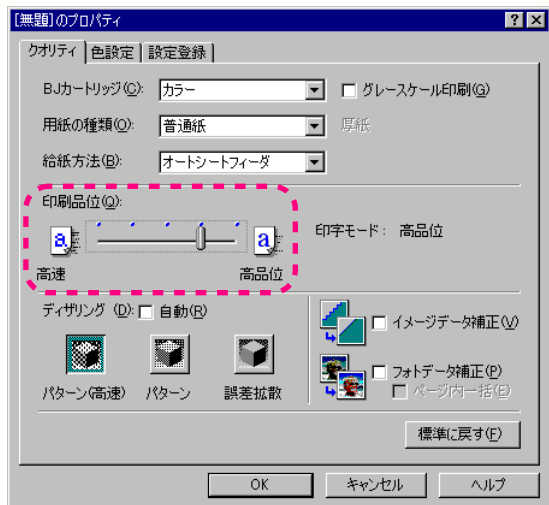 [無題]のプロパティ
クオリティ 色設定 設定登録
BJカートリッジ(C): カラー グレースケール印刷(G)
用紙の種類(O): 普通紙 厚紙
給紙方法(B): オートシートフィーダ
印刷品位(Q):
a a 印字モード： 高品位
高速 高品位
ディザリング (D): 自動(R)
イメージデータ補正(V)
フォトデータ補正(P)
ページ内一括(E)
パターン(高速) パターン 誤差拡散
標準に戻す(F)
OK キャンセル ヘルプ